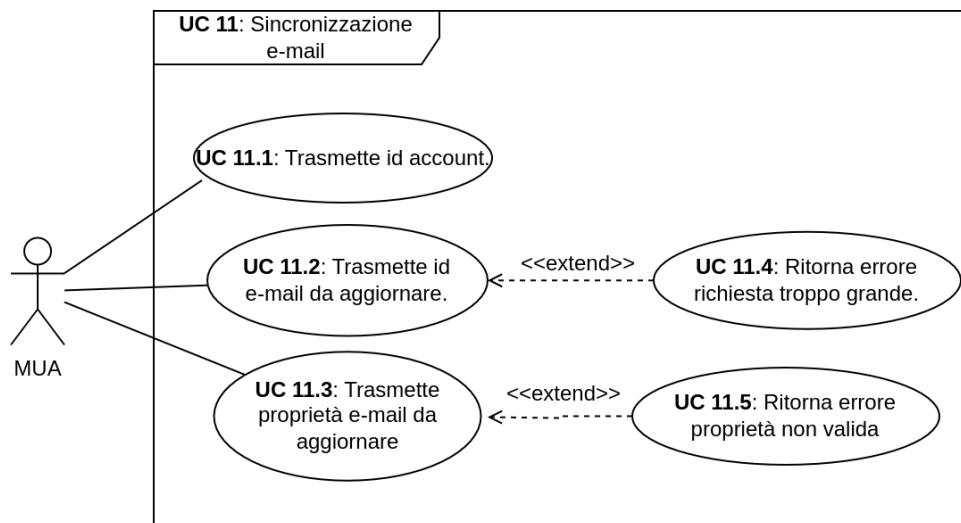 UC 11: Sincronizzazione
e-mail
UC 11.1: Trasmette id account.
UC 11.2: Trasmette id
e-mail da aggiornare.
<<extend>>
UC 11.4: Ritorna errore
richiesta troppo grande.
MUA
UC 11.3: Trasmette
proprietà e-mail da
aggiornare
<<extend>>
UC 11.5: Ritorna errore
proprietà non valida